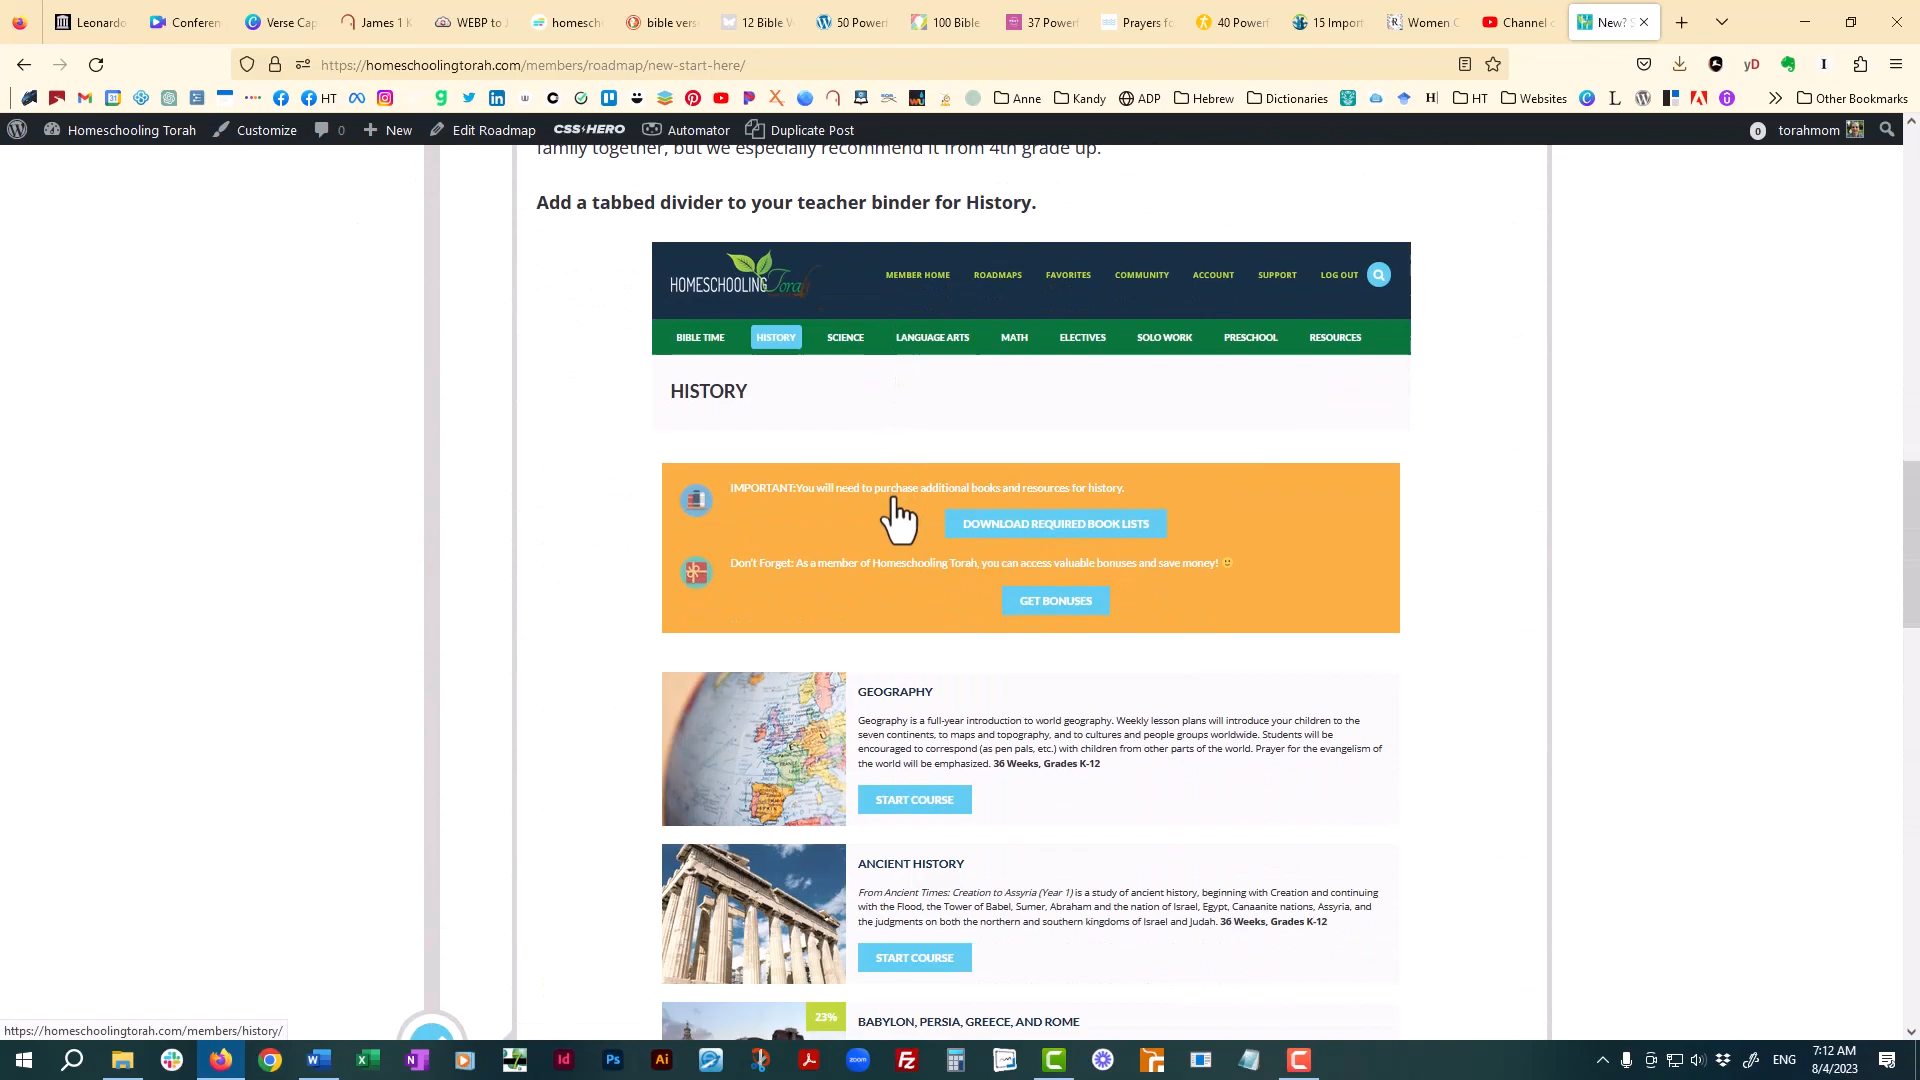 Leonardo
Conferen
Verse Cap
James 1 K
WEBP to J
homesch
bible vers
12 Bible V
50 Powerf
100 Bible
37 Powerf
Prayers fo
40 Powerf
15 Import
Women C
Channel c
New? S
https://homeschoolingtorah.com/members/roadmap/new-start-here/
HT
Anne
Kandy
ADP
Hebrew
Dictionaries
HT
Websites
Other Bookmarks
Homeschooling Torah
Customize
0
New
Edit Roadmap
CSS HERO
Automator
Duplicate Post
0
torahmom
family together, but we especially recommend it from 4th grade up.
Add a tabbed divider to your teacher binder for History.
HOMESCHOOLING Torah
MEMBER HOME ROADMAPS FAVORITES COMMUNITY ACCOUNT SUPPORT LOG OUT
BIBLE TIME HISTORY SCIENCE LANGUAGE ARTS MATH ELECTIVES SOLO WORK PRESCHOOL RESOURCES
HISTORY
IMPORTANT:You will need to purchase additional books and resources for history.
DOWNLOAD REQUIRED BOOK LISTS
Don't Forget: As a member of Homeschooling Torah, you can access valuable bonuses and save money! 🙂
GET BONUSES
GEOGRAPHY
Geography is a full-year introduction to world geography. Weekly lesson plans will introduce your children to the
seven continents, to maps and topography, and to cultures and people groups worldwide. Students will be
encouraged to correspond (as pen pals, etc.) with children from other parts of the world. Prayer for the evangelism of
the world will be emphasized. 36 Weeks, Grades K-12
START COURSE
ANCIENT HISTORY
From Ancient Times: Creation to Assyria (Year 1) is a study of ancient history, beginning with Creation and continuing
with the Flood, the Tower of Babel, Sumer, Abraham and the nation of Israel, Egypt, Canaanite nations, Assyria, and
the judgments on both the northern and southern kingdoms of Israel and Judah. 36 Weeks, Grades K-12
START COURSE
23%
BABYLON, PERSIA, GREECE, AND ROME
https://homeschoolingtorah.com/members/history/
ENG
7:12 AM
8/4/2023